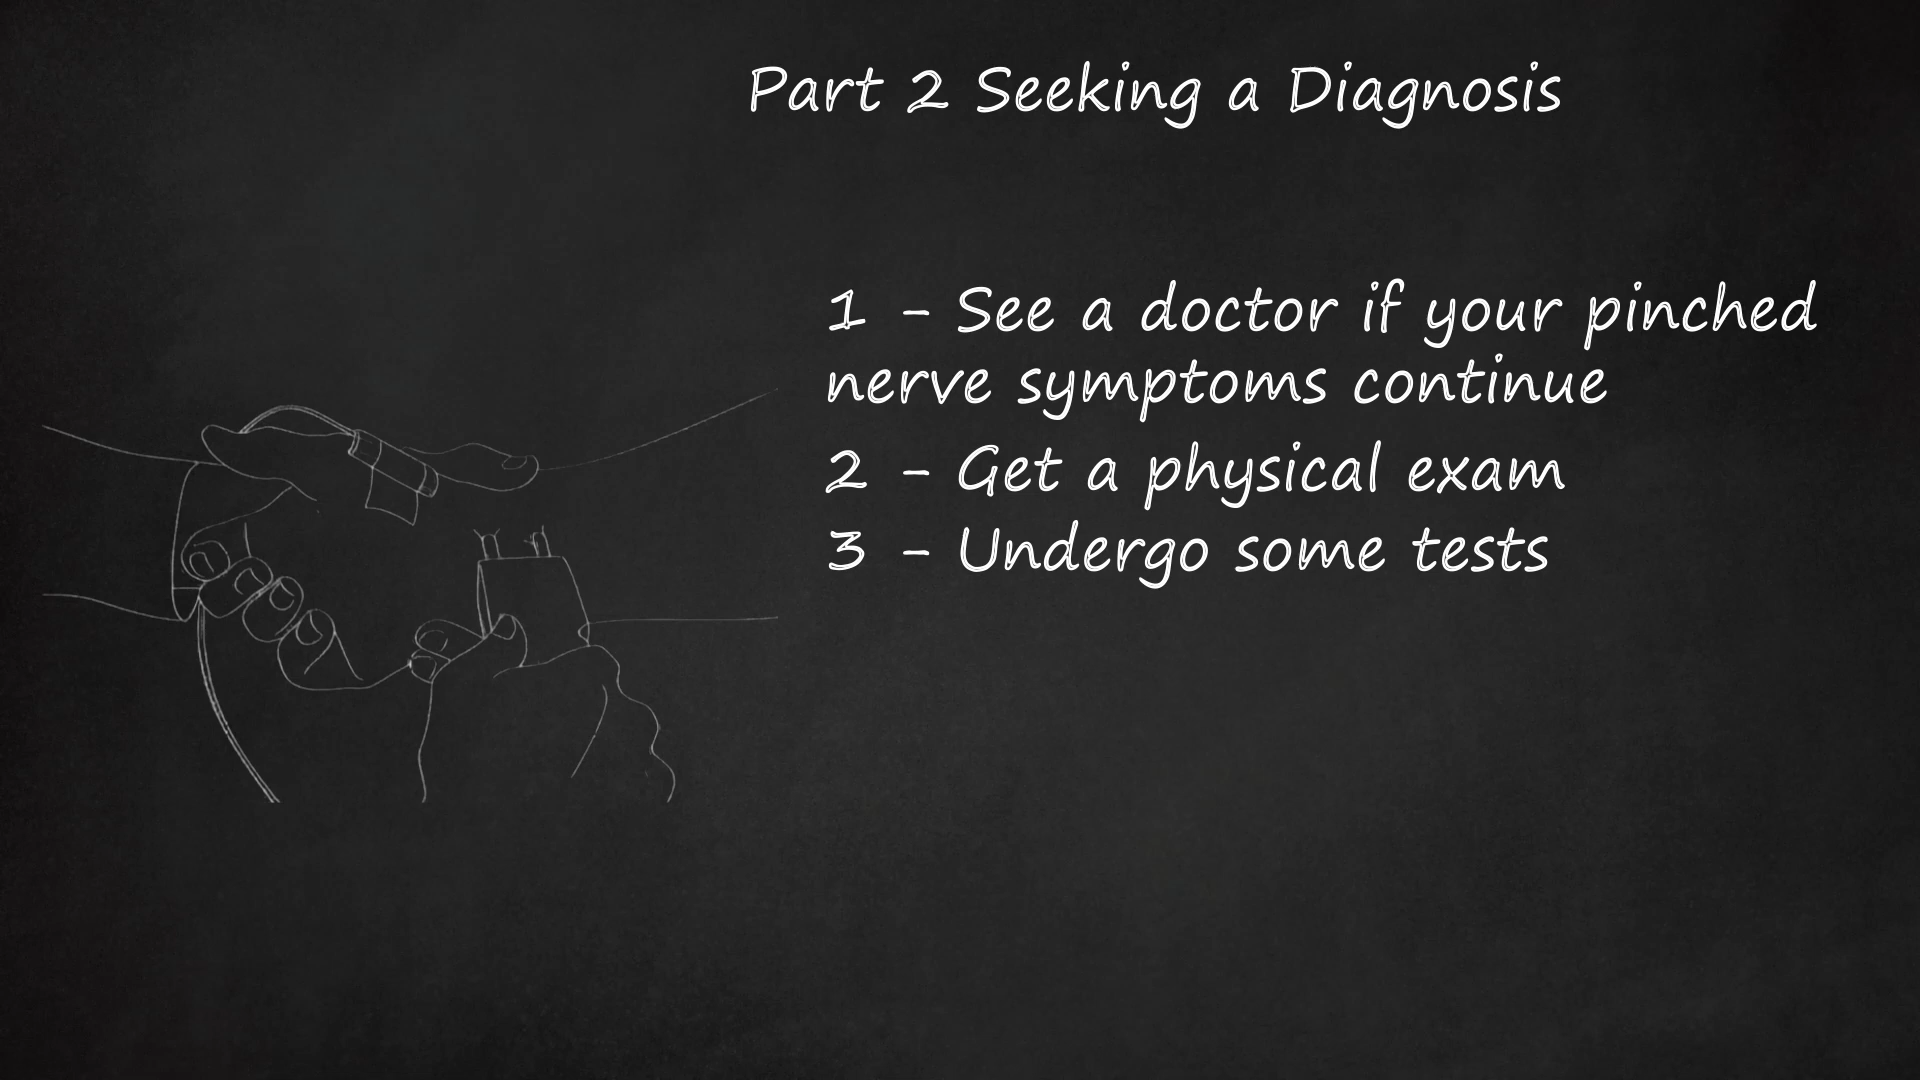 Part 2 Seeking a Diagnosis
1 - See a doctor if your pinched
nerve symptoms continue
2 - Get a physical exam
3 - Undergo some tests